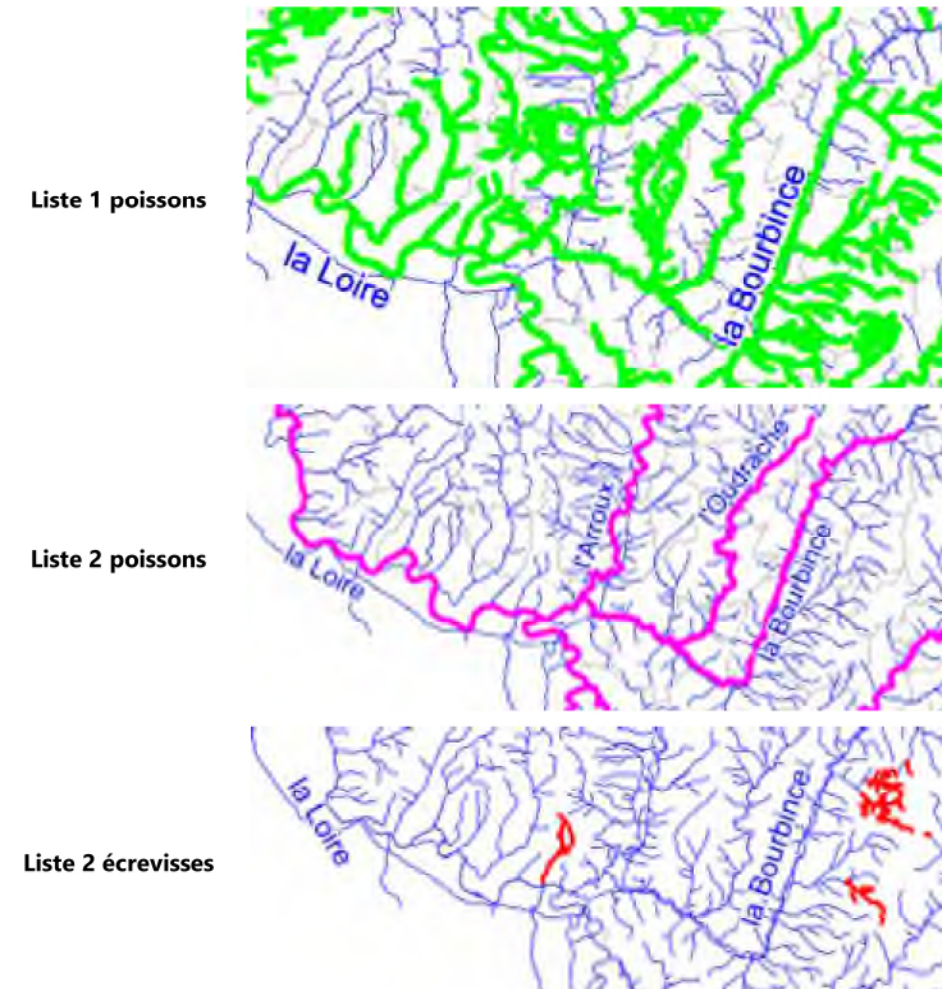 Liste 1 poissons
la Loire
la Bourbince
Liste 2 poissons
la Loire
l'Arroux
l'Oudrache
la Bourbince
Liste 2 écrevisses
la Loire
la Bourbince